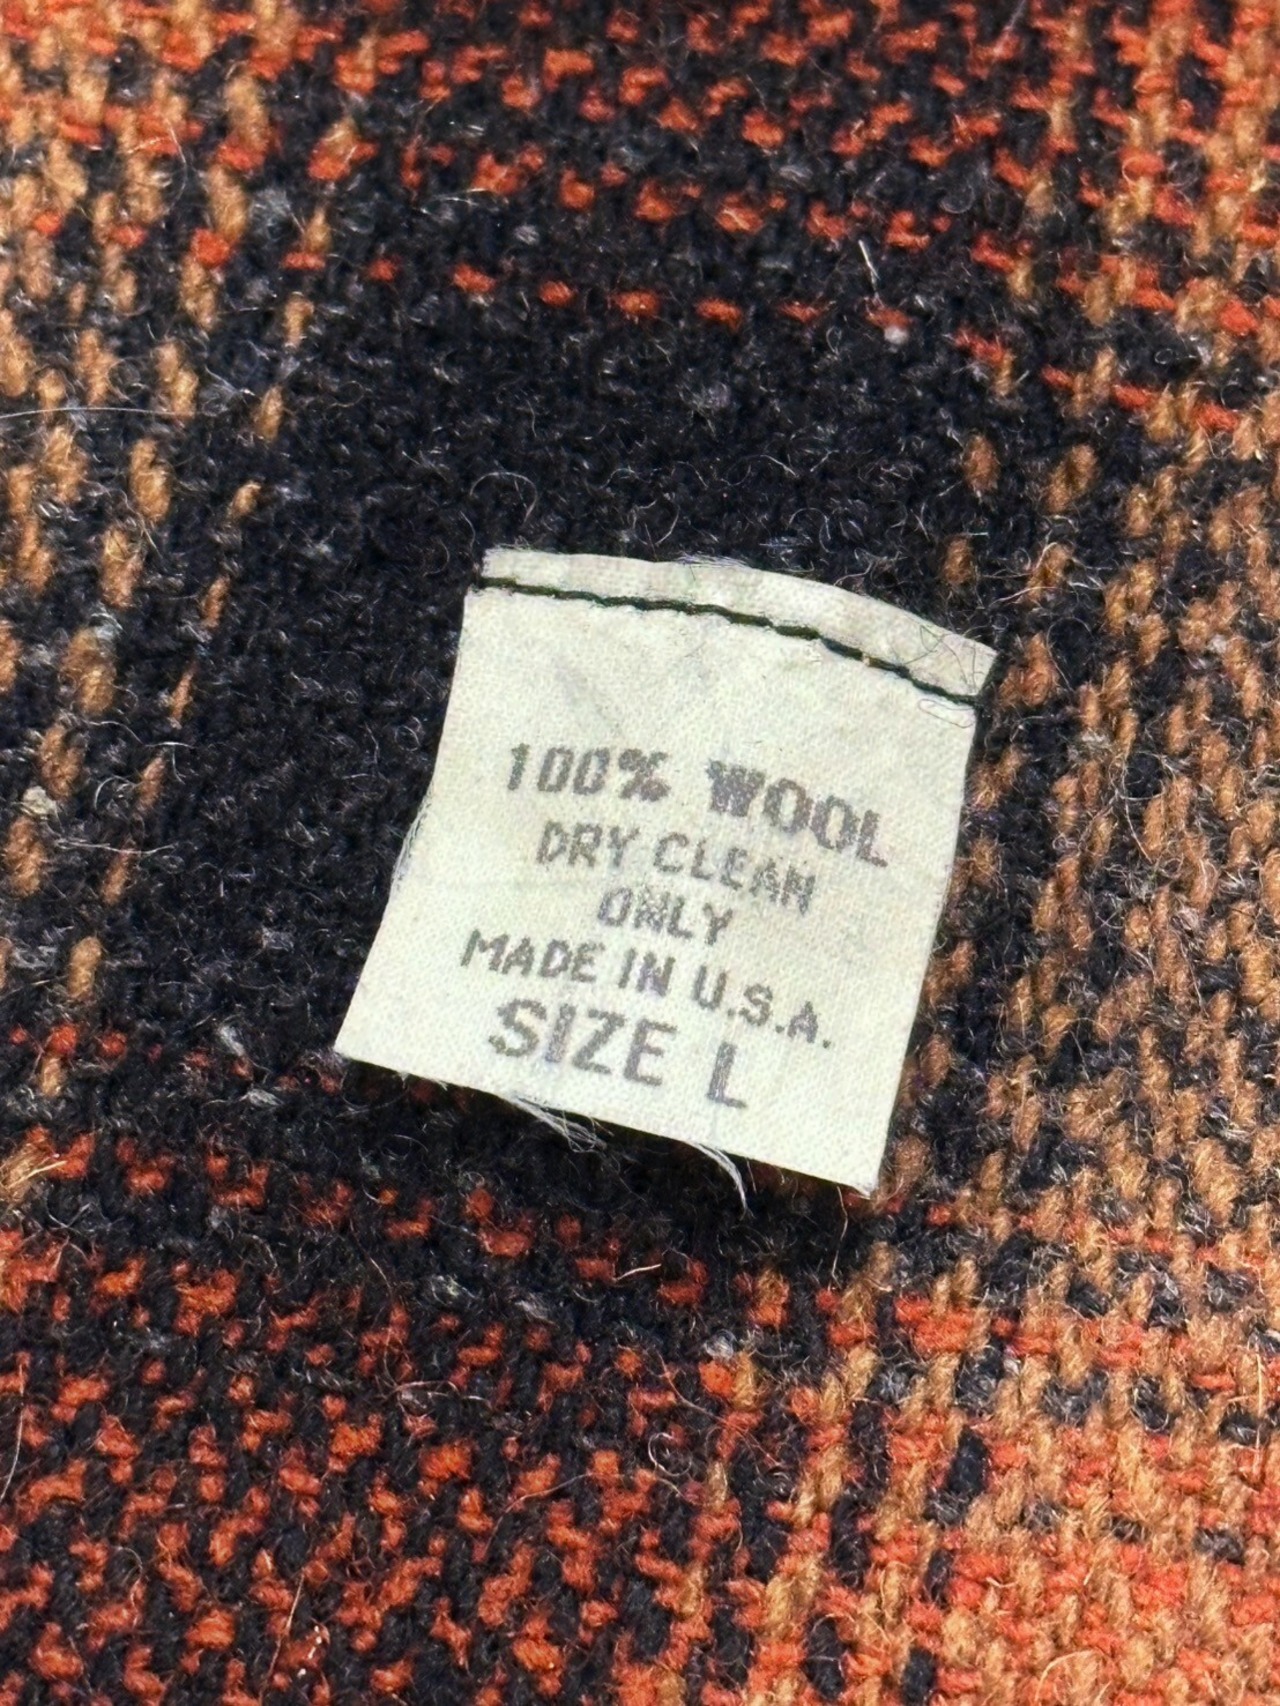 100% WOOL
DRY CLEAN
ONLY
MADE IN U.S.A.
SIZE L